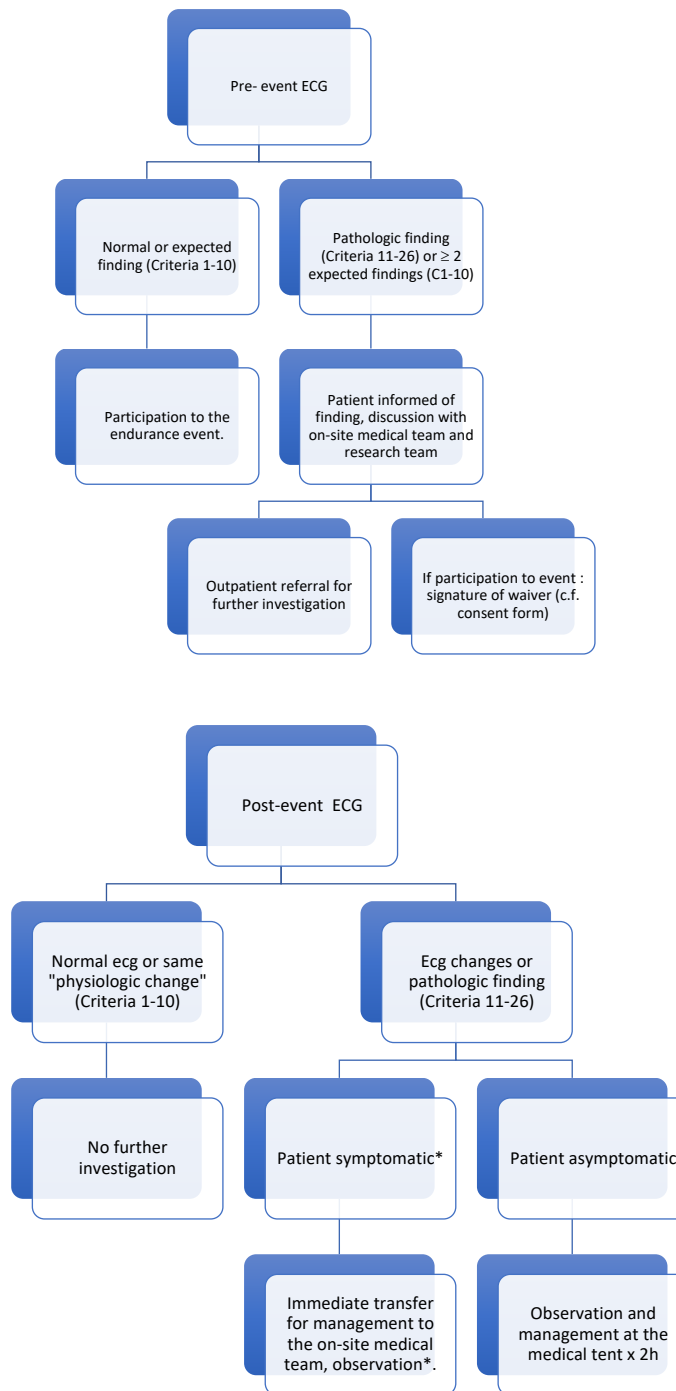 Pre- event ECG
Normal or expected
finding (Criteria 1-10)
Pathologic finding
(Criteria 11-26) or ≥ 2
expected findings (C1-10)
Participation to the
endurance event.
Patient informed of
finding, discussion with
on-site medical team and
research team
Outpatient referral for
further investigation
If participation to event :
signature of waiver (c.f.
consent form)
Post-event ECG
Normal ecg or same
"physiologic change"
(Criteria 1-10)
Ecg changes or
pathologic finding
(Criteria 11-26)
No further
investigation
Patient symptomatic*
Patient asymptomatic
Immediate transfer
for management to
the on-site medical
team, observation*.
Observation and
management at the
medical tent x 2h